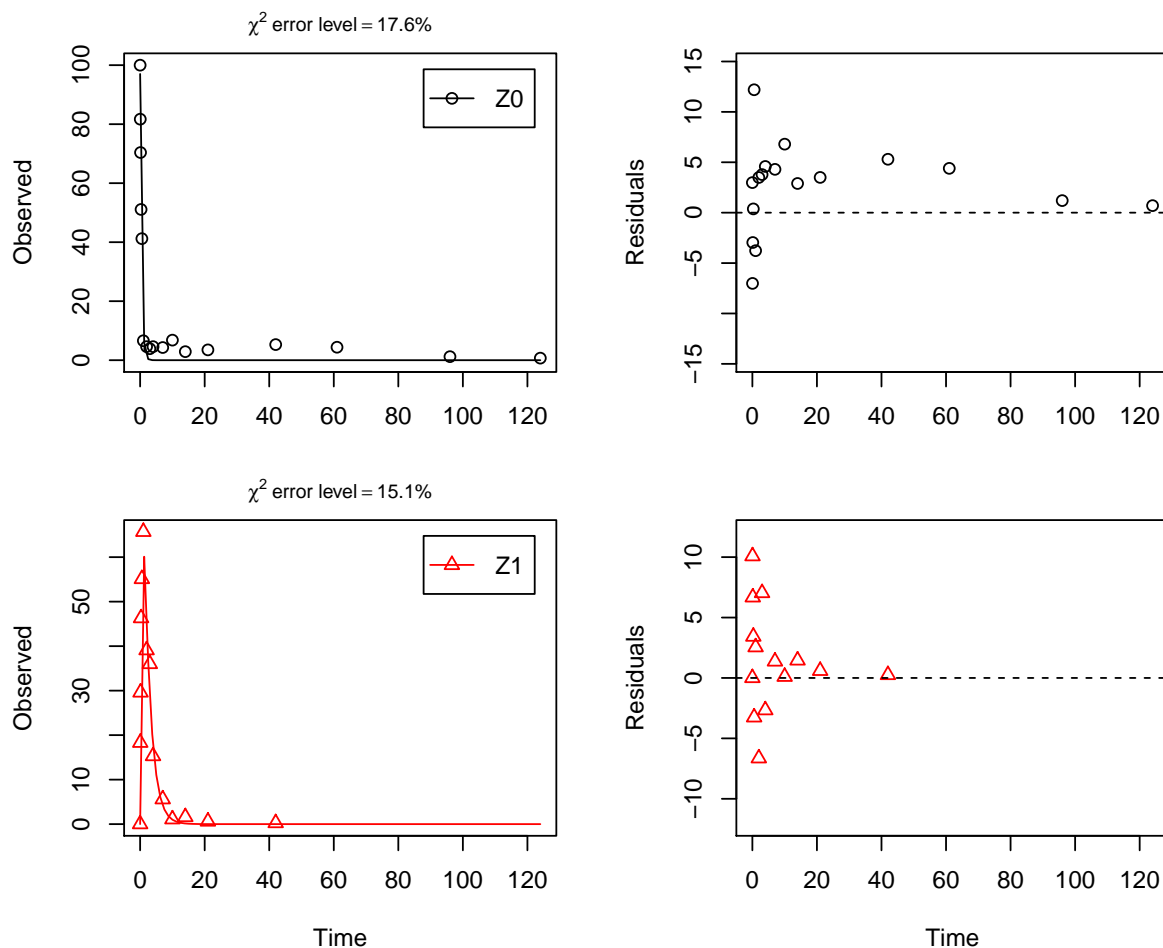 χ² error level = 17.6%
Observed
0 20 40 60 80 100
Z0
0 20 40 60 80 100 120
Residuals
−15 −5 0 5 10 15
0 20 40 60 80 100 120
χ² error level = 15.1%
Observed
0 10 30 50
Z1
0 20 40 60 80 100 120
Time
Residuals
−10 −5 0 5 10
0 20 40 60 80 100 120
Time